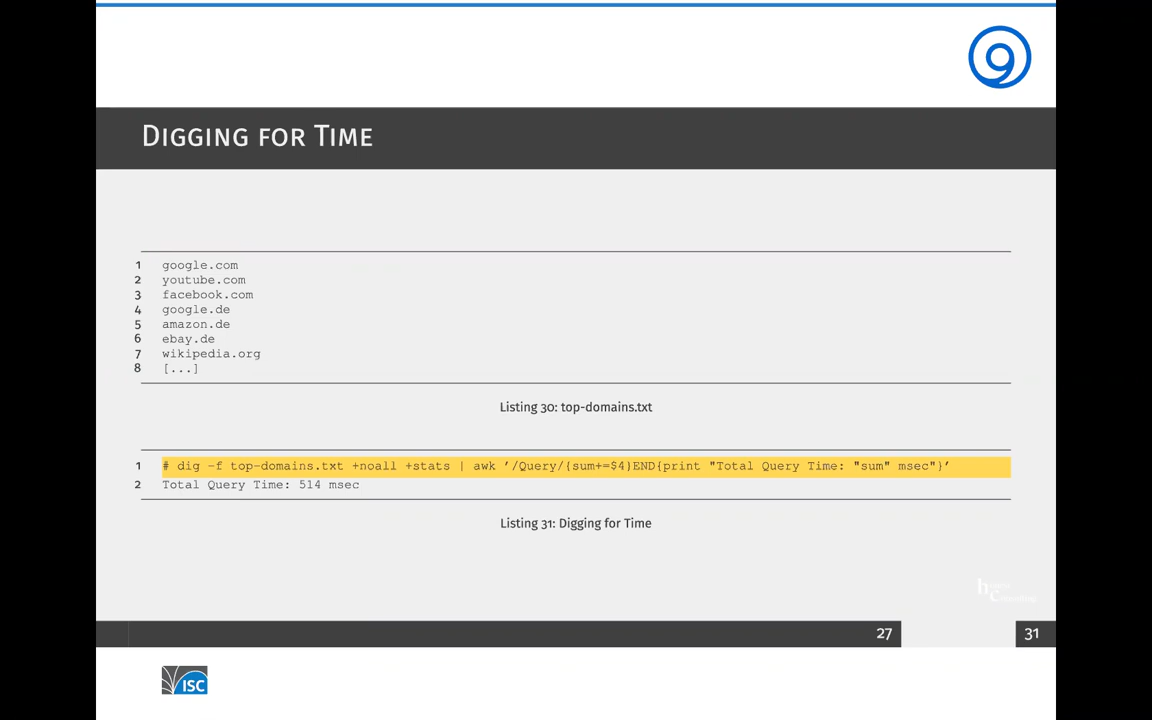 DIGGING FOR TIME
1 google.com
2 youtube.com
3 facebook.com
4 google.de
5 amazon.de
6 ebay.de
7 wikipedia.org
8 [...]
Listing 30: top-domains.txt
1 # dig -f top-domains.txt +noall +stats | awk '/Query/{sum+=$4}END{print "Total Query Time: "sum" msec"}'
2 Total Query Time: 514 msec
Listing 31: Digging for Time
27
31
ISC